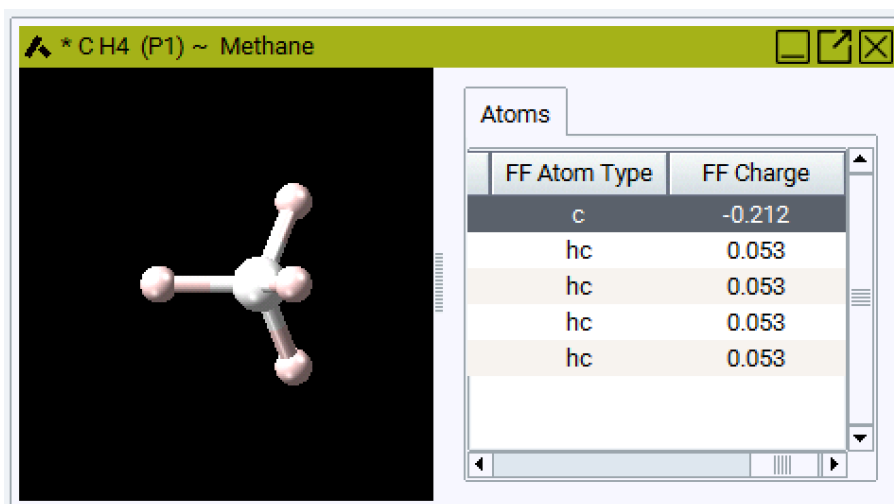 * C H4 (P1) ~ Methane
Atoms
FF Atom Type FF Charge
c -0.212
hc 0.053
hc 0.053
hc 0.053
hc 0.053